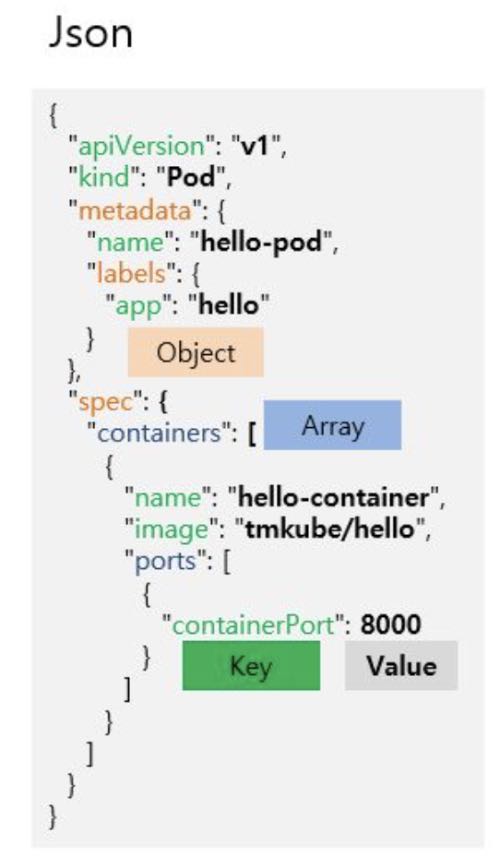 Json
{
"apiVersion": "v1",
"kind": "Pod",
"metadata": {
"name": "hello-pod",
"labels": {
"app": "hello"
}
Object
},
"spec": {
"containers": [
Array
{
"name": "hello-container",
"image": "tmkube/hello",
"ports": [
{
"containerPort": 8000
}
Key
Value
]
}
]
}
}